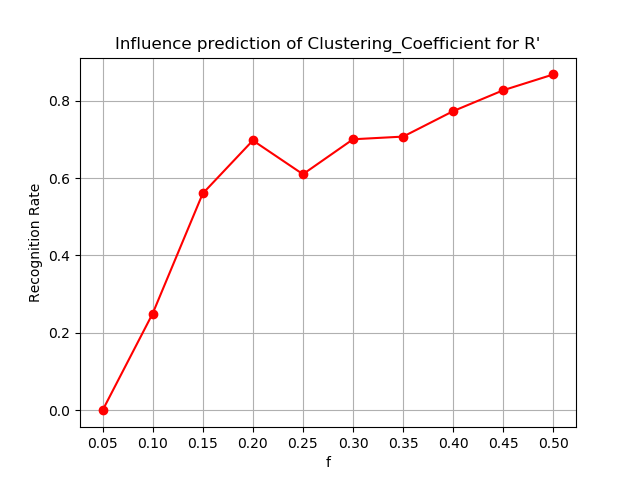 Influence prediction of Clustering_Coefficient for R'
0.8
0.6
0.4
0.2
0.0
Recognition Rate
0.05 0.10 0.15 0.20 0.25 0.30 0.35 0.40 0.45 0.50
f